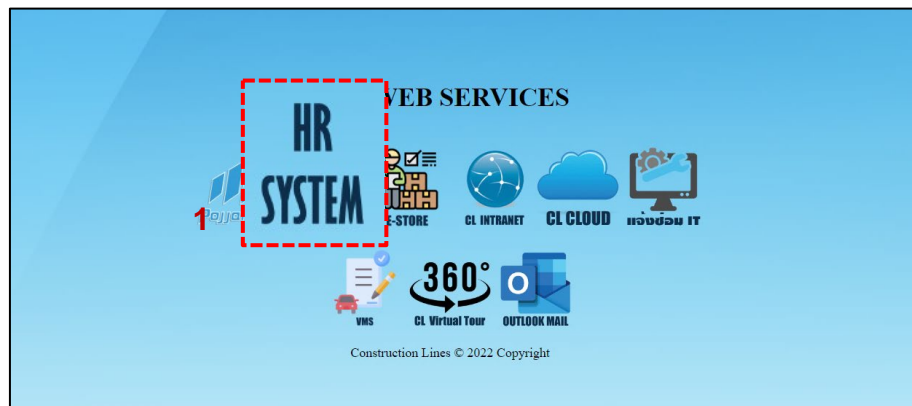 WEB SERVICES
HR
SYSTEM
1
E-STORE
CL INTRANET
CL CLOUD
แจ้งซ่อม IT
VMS
360°
CL Virtual Tour
O
OUTLOOK MAIL
Construction Lines © 2022 Copyright